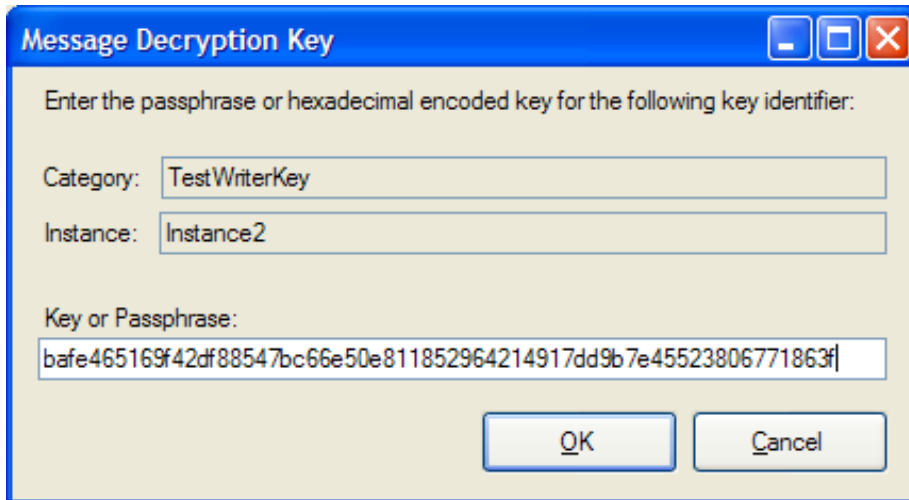 Message Decryption Key
Enter the passphrase or hexadecimal encoded key for the following key identifier:
Category: TestWriterKey
Instance: Instance2
Key or Passphrase:
bafe465169f42df88547bc66e50e811852964214917dd9b7e45523806771863f
OK Cancel